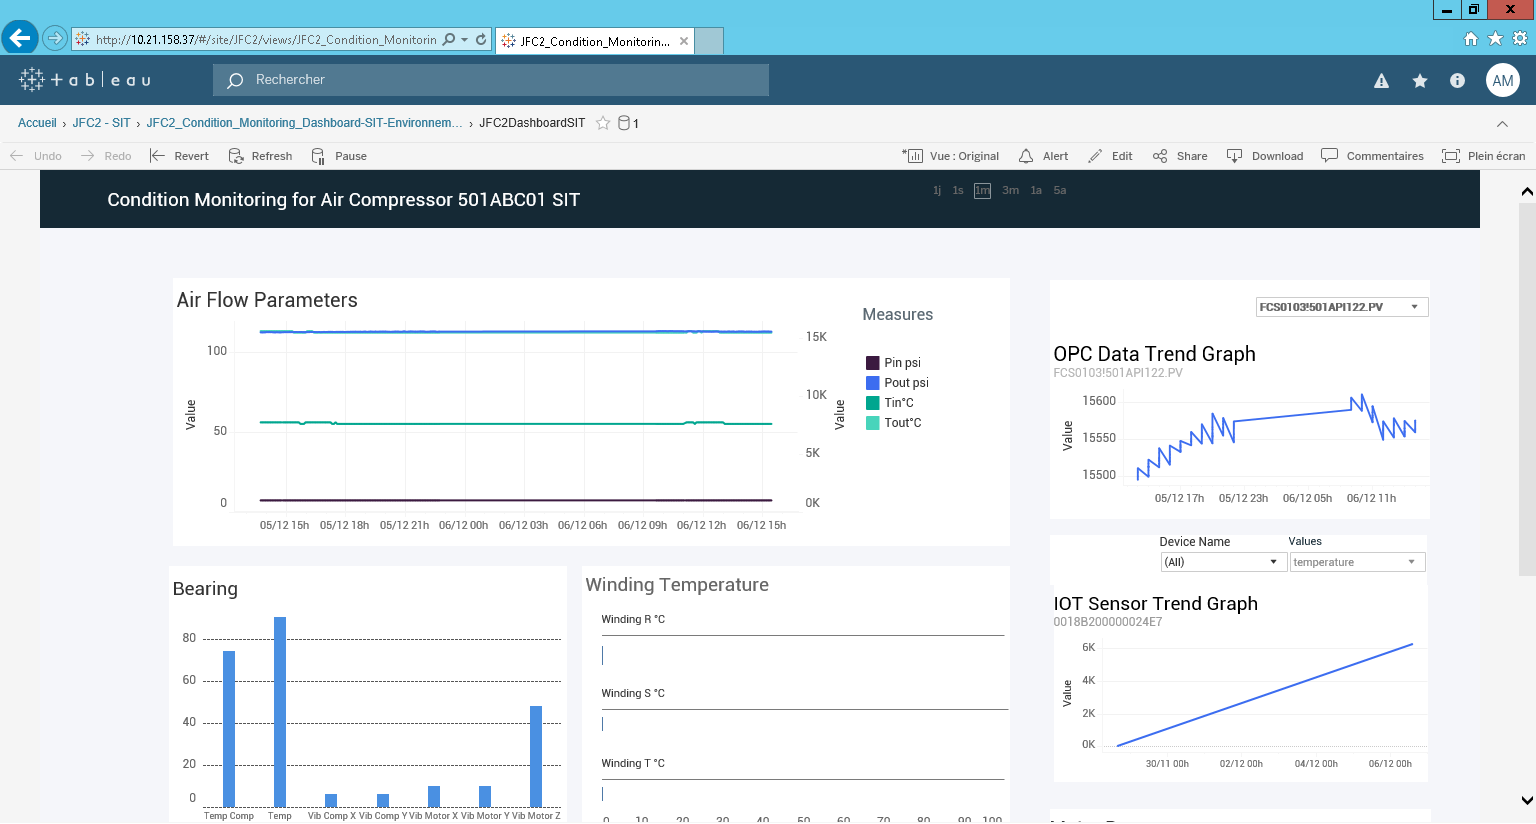 http://10.21.158.37/#/site/JFC2/views/JFC2_Condition_Monitorin
JFC2_Condition_Monitorin...
tableau
Rechercher
AM
Accueil › JFC2 - SIT › JFC2_Condition_Monitoring_Dashboard-SIT-Environnem... › JFC2DashboardSIT 1
Undo Redo Revert Refresh Pause Vue : Original Alert Edit Share Download Commentaires Plein écran
Condition Monitoring for Air Compressor 501ABC01 SIT
1j 1s 1m 3m 1a 5a
Air Flow Parameters
Value
100
50
0
15K
10K
5K
0K
Value
05/12 15h 05/12 18h 05/12 21h 06/12 00h 06/12 03h 06/12 06h 06/12 09h 06/12 12h 06/12 15h
Measures
Pin psi
Pout psi
Tin°C
Tout°C
FCS0103!501API122.PV
OPC Data Trend Graph
FCS0103!501API122.PV
Value
15600
15550
15500
05/12 17h 05/12 23h 06/12 05h 06/12 11h
Bearing
80
60
40
20
0
Temp Comp Temp Vib Comp X Vib Comp Y Vib Motor X Vib Motor Y Vib Motor Z
Winding Temperature
Winding R °C
Winding S °C
Winding T °C
0 10 20 30 40 50 60 70 80 90 100
Device Name Values
(All) temperature
IOT Sensor Trend Graph
0018B200000024E7
Value
6K
4K
2K
0K
30/11 00h 02/12 00h 04/12 00h 06/12 00h